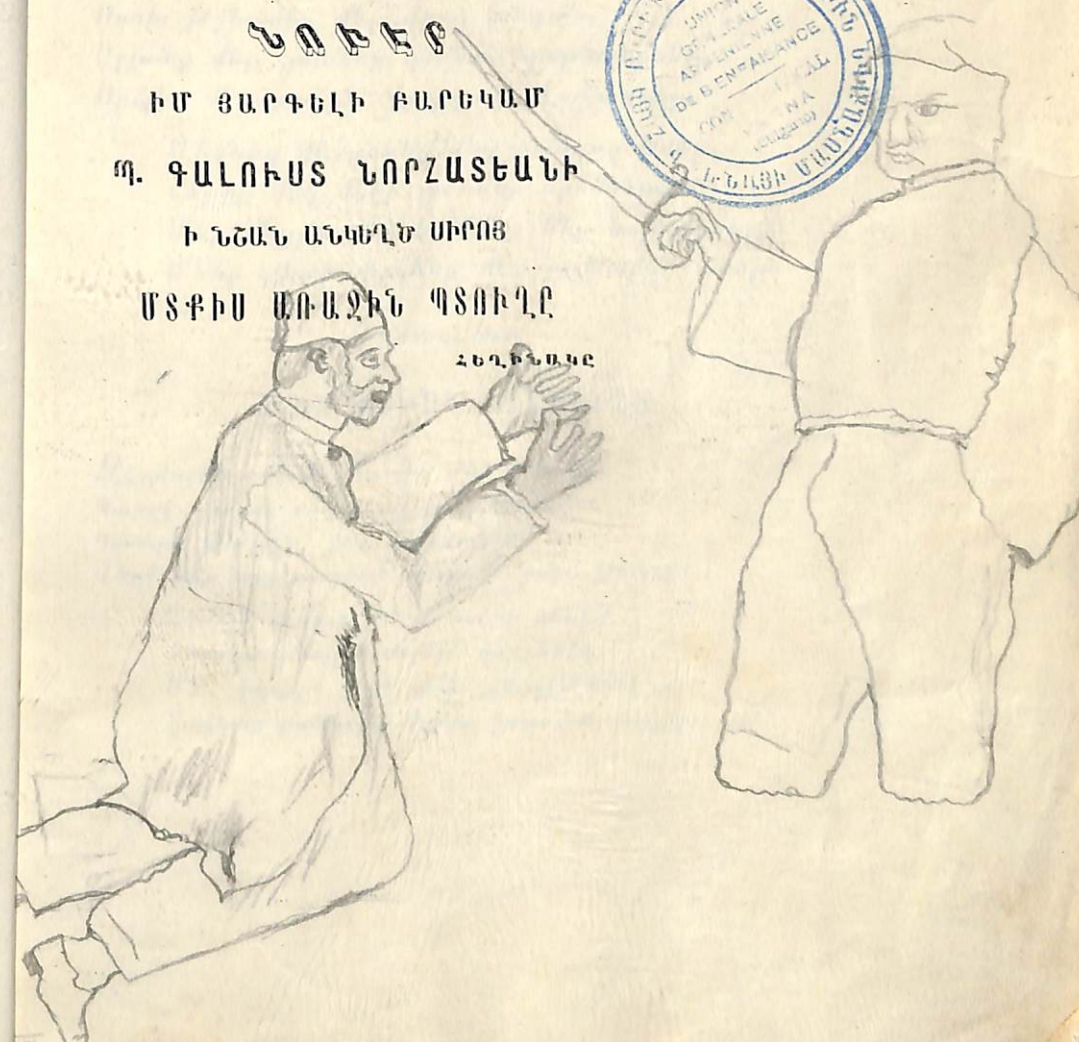 ՆՈՒԷՐ
ԻՄ ՅԱՐԳԵԼԻ ԲԱՐԵԿԱՄ
Պ. ԳԱԼՈՒՍՏ ՆՈՐՀԱՏԵԱՆԻ
Ի ՆՇԱՆ ԱՆԿԵՂԾ ՍԻՐՈՅ
ՄՏՔԻՍ ԱՌԱՋԻՆ ՊՏՈՒՂԸ
ՀԵՂԻՆԱԿԸ
UNION
GÉNÉRALE
ARMÉNIENNE
DE BIENFAISANCE